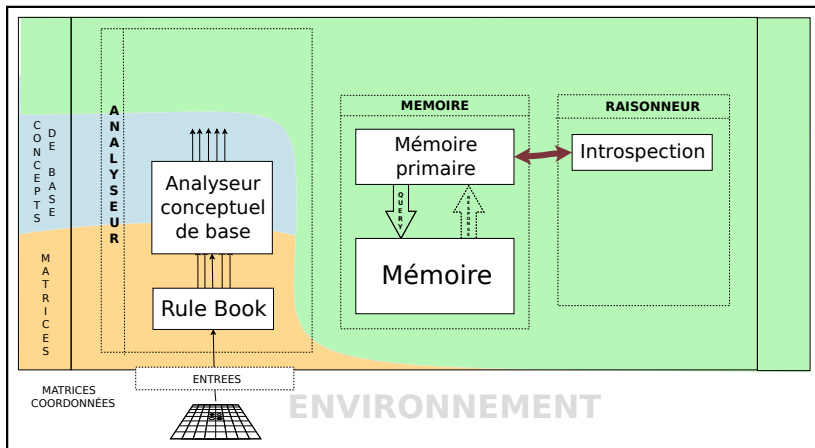 CONCEPTS
DE BASE
MATRICES
ANALYSEUR
Analyseur
conceptuel
de base
Rule Book
ENTREES
MATRICES
COORDONNÉES
ENVIRONNEMENT
MEMOIRE
Mémoire
primaire
QUERY
RESPONSE
Mémoire
RAISONNEUR
Introspection